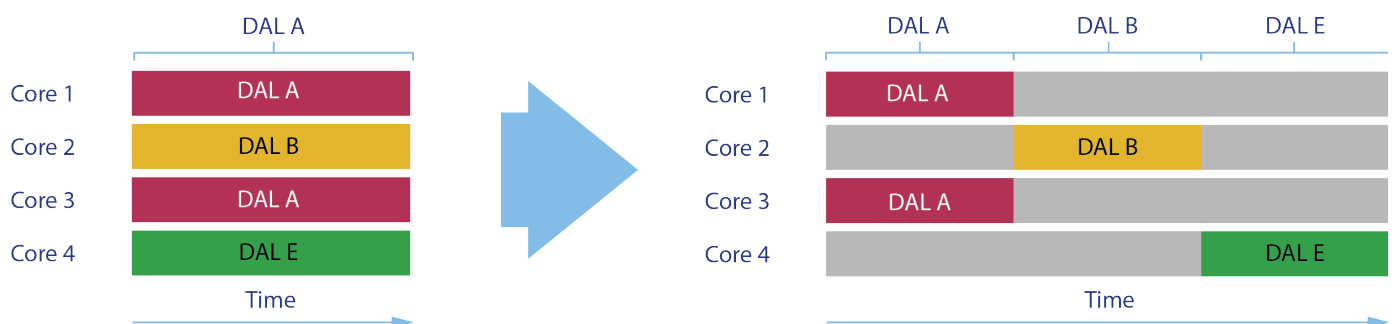 DAL A
Core 1 DAL A
Core 2 DAL B
Core 3 DAL A
Core 4 DAL E
Time
DAL A DAL B DAL E
Core 1 DAL A
Core 2 DAL B
Core 3 DAL A
Core 4 DAL E
Time